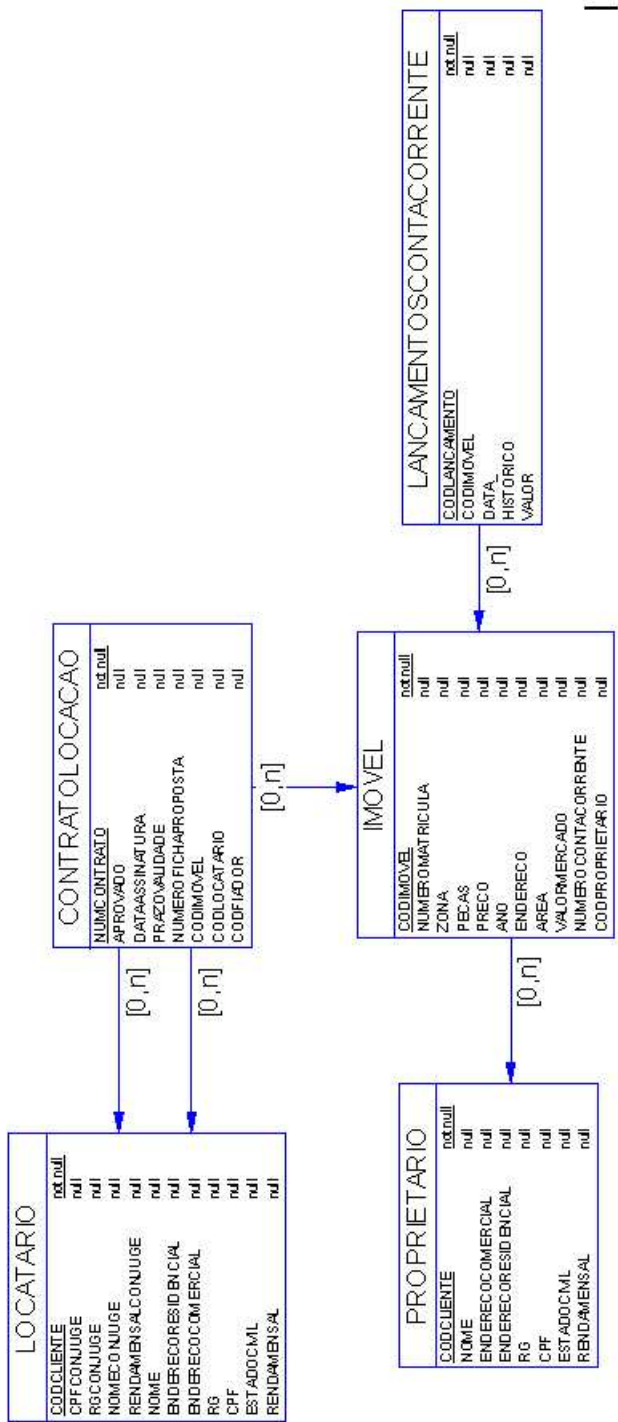 LOCATARIO
CODCLIENTE not null
CPFCONJUGE null
RGCONJUGE null
NOMECONJUGE null
RENDAMENSALCONJUGE null
NOME null
ENDERECORESIDENCIAL null
ENDERECOCOMERCIAL null
RG null
CPF null
ESTADOCIVIL null
RENDAMENSAL null
[0,n]
[0,n]
CONTRATOLOCACAO
NUMCONTRATO not null
APROVADO null
DATAASSINATURA null
PRAZOVALIDADE null
NUMEROFICHAPROPOSTA null
CODIMOVEL null
CODLOCATARIO null
CODFIADOR null
[0,n]
PROPRIETARIO
CODCLIENTE not null
NOME null
ENDERECOCOMERCIAL null
ENDERECORESIDENCIAL null
RG null
CPF null
ESTADOCIVIL null
RENDAMENSAL null
[0,n]
IMOVEL
CODIMOVEL not null
NUMEROMATRICULA null
ZONA null
PECAS null
PRECO null
ANO null
ENDERECO null
AREA null
VALORMERCADO null
NUMEROCONTACORRENTE null
CODPROPRIETARIO null
[0,n]
LANCAMENTOSCONTACORRENTE
CODLANCAMENTO not null
CODIMOVEL null
DATA_ null
HISTORICO null
VALOR null